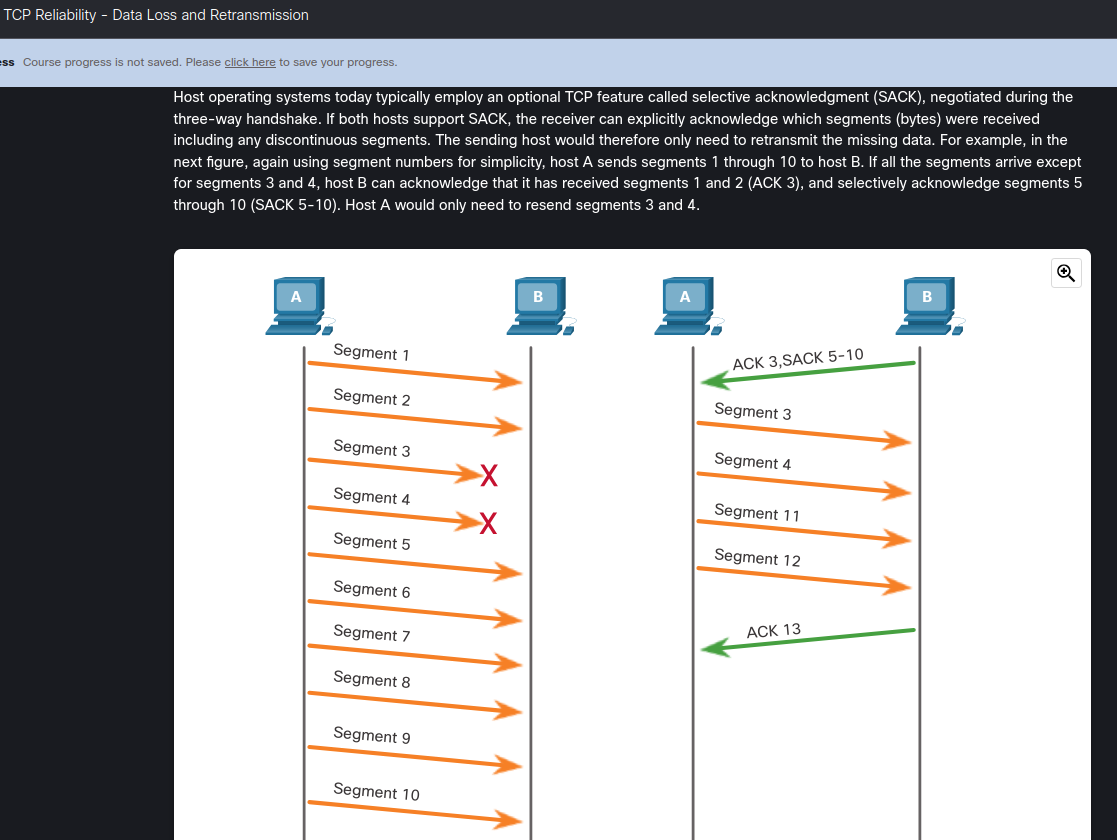 TCP Reliability - Data Loss and Retransmission
ess Course progress is not saved. Please click here to save your progress.
Host operating systems today typically employ an optional TCP feature called selective acknowledgment (SACK), negotiated during the
three-way handshake. If both hosts support SACK, the receiver can explicitly acknowledge which segments (bytes) were received
including any discontinuous segments. The sending host would therefore only need to retransmit the missing data. For example, in the
next figure, again using segment numbers for simplicity, host A sends segments 1 through 10 to host B. If all the segments arrive except
for segments 3 and 4, host B can acknowledge that it has received segments 1 and 2 (ACK 3), and selectively acknowledge segments 5
through 10 (SACK 5-10). Host A would only need to resend segments 3 and 4.
A
B
Segment 1
Segment 2
Segment 3
X
Segment 4
X
Segment 5
Segment 6
Segment 7
Segment 8
Segment 9
Segment 10
A
B
ACK 3,SACK 5-10
Segment 3
Segment 4
Segment 11
Segment 12
ACK 13